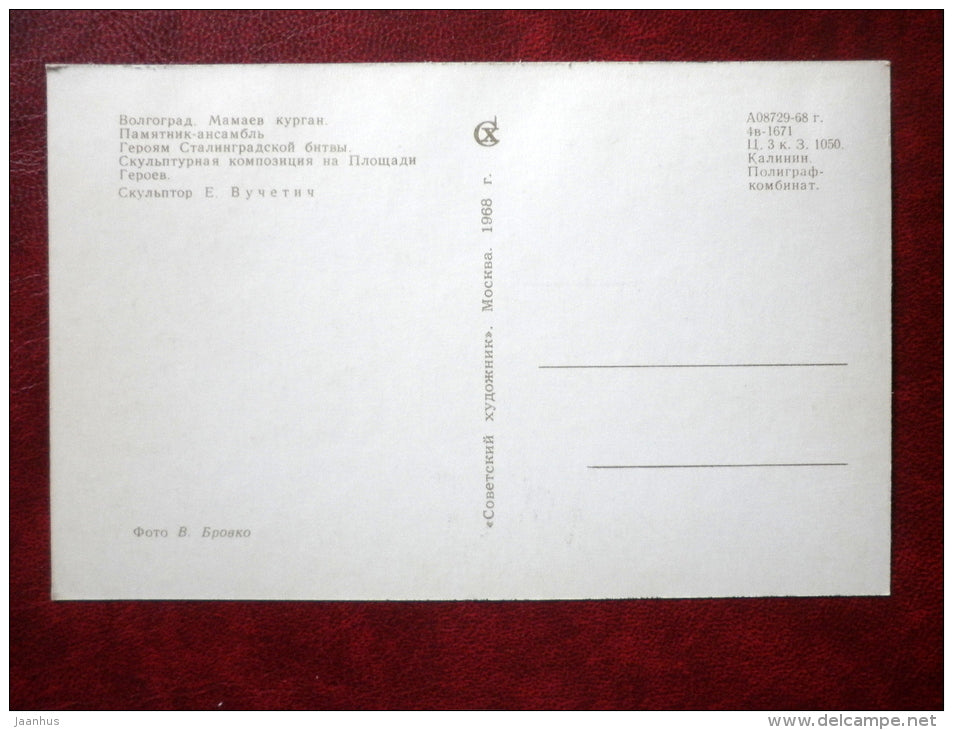 Волгоград. Мамаев курган.
Памятник-ансамбль
Героям Сталинградской битвы.
Скульптурная композиция на Площади
Героев.
Скульптор Е. Вучетич
Фото В. Бровко
СХ
«Советский художник». Москва. 1968 г.
А08729-68 г.
4в-1671
Ц. 3 к. З. 1050.
Калинин.
Полиграф-
комбинат.
jaanhus
www.delcampe.net